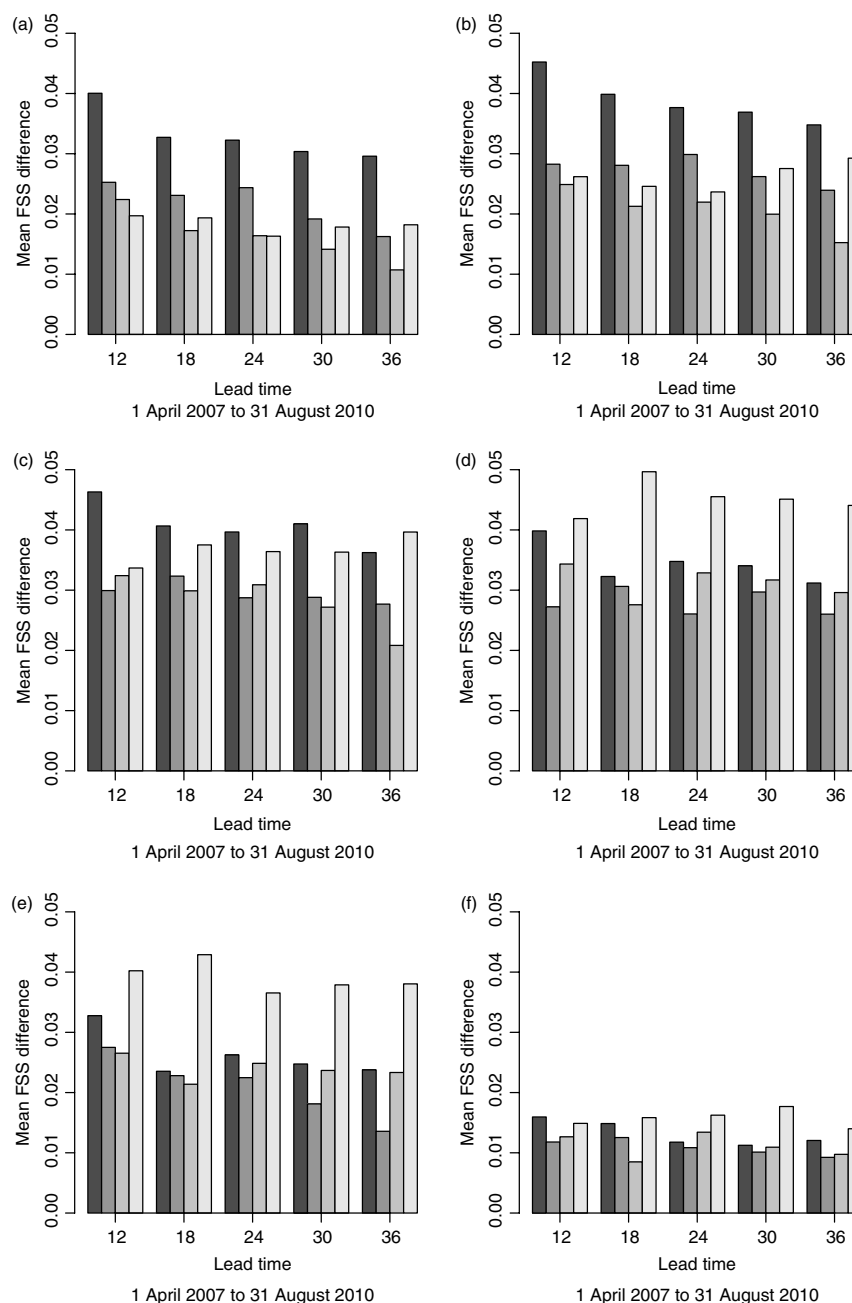 (a)
0.05
0.04
0.03
0.02
0.01
0.00
Mean FSS difference
12 18 24 30 36
Lead time
1 April 2007 to 31 August 2010
(b)
0.05
0.04
0.03
0.02
0.01
0.00
Mean FSS difference
12 18 24 30 36
Lead time
1 April 2007 to 31 August 2010
(c)
0.05
0.04
0.03
0.02
0.01
0.00
Mean FSS difference
12 18 24 30 36
Lead time
1 April 2007 to 31 August 2010
(d)
0.05
0.04
0.03
0.02
0.01
0.00
Mean FSS difference
12 18 24 30 36
Lead time
1 April 2007 to 31 August 2010
(e)
0.05
0.04
0.03
0.02
0.01
0.00
Mean FSS difference
12 18 24 30 36
Lead time
1 April 2007 to 31 August 2010
(f)
0.05
0.04
0.03
0.02
0.01
0.00
Mean FSS difference
12 18 24 30 36
Lead time
1 April 2007 to 31 August 2010